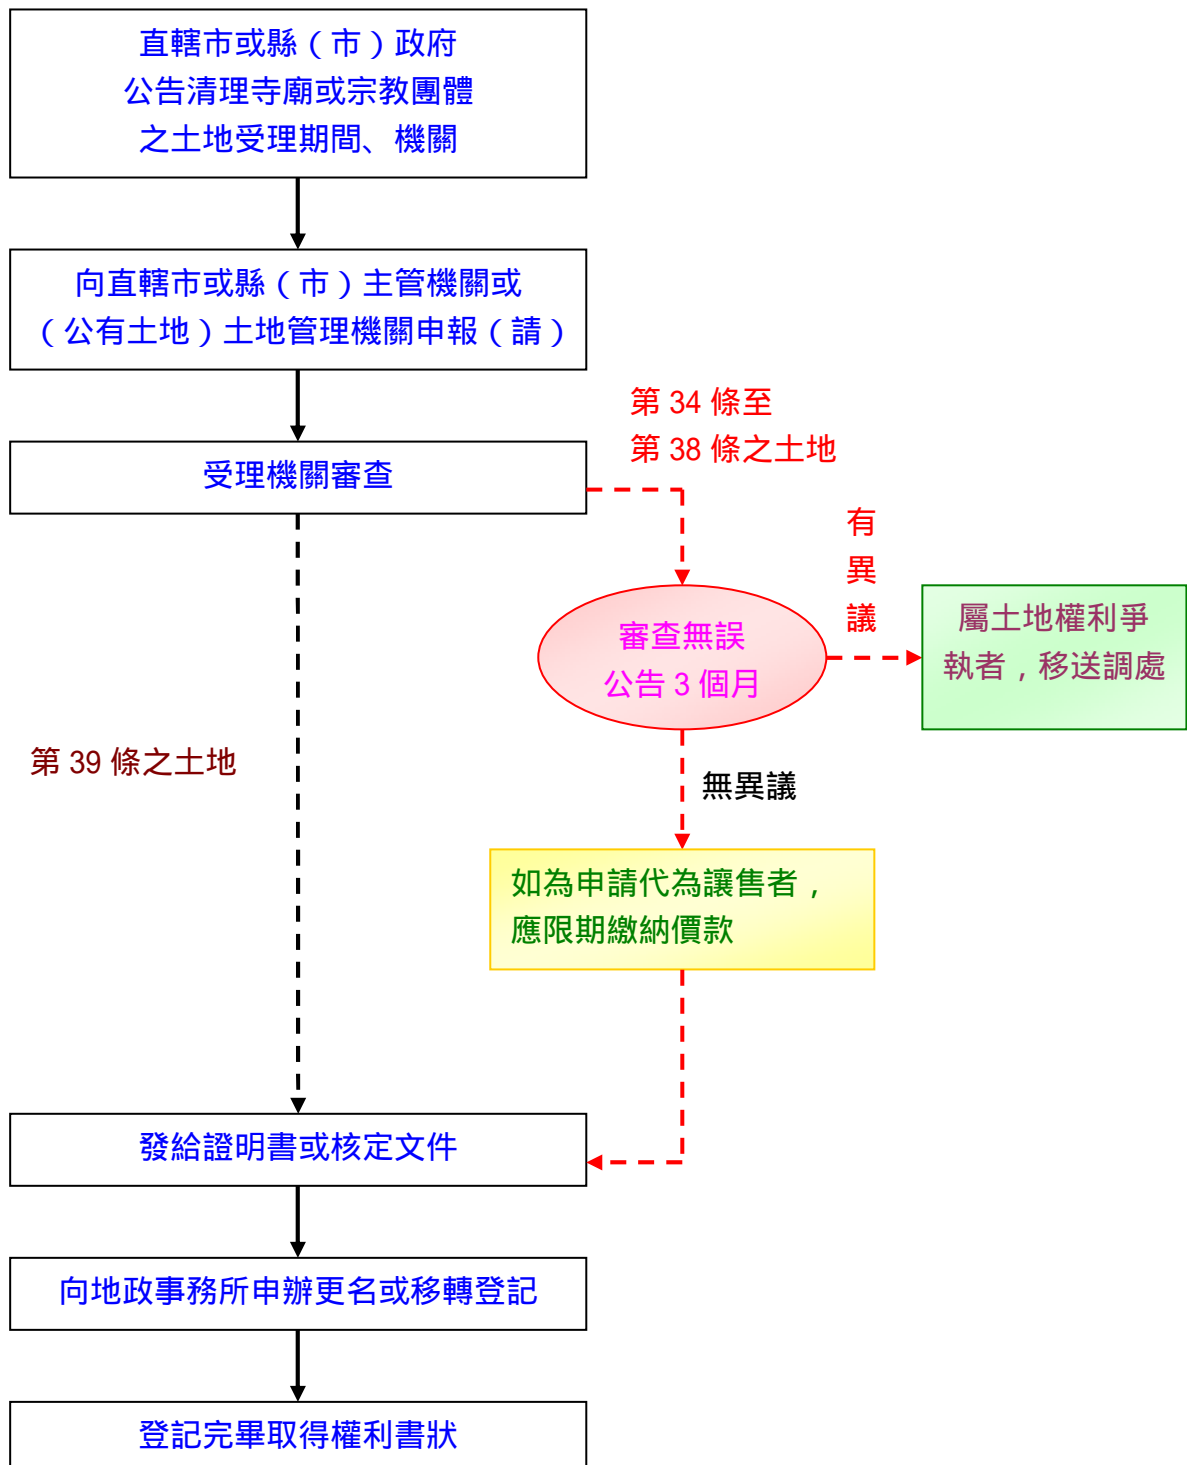 直轄市或縣（市）政府
公告清理寺廟或宗教團體
之土地受理期間、機關
向直轄市或縣（市）主管機關或
（公有土地）土地管理機關申報（請）
受理機關審查
第 34 條至
第 38 條之土地
有
異
議
審查無誤
公告 3 個月
屬土地權利爭
執者，移送調處
第 39 條之土地
無異議
如為申請代為讓售者，
應限期繳納價款
發給證明書或核定文件
向地政事務所申辦更名或移轉登記
登記完畢取得權利書狀